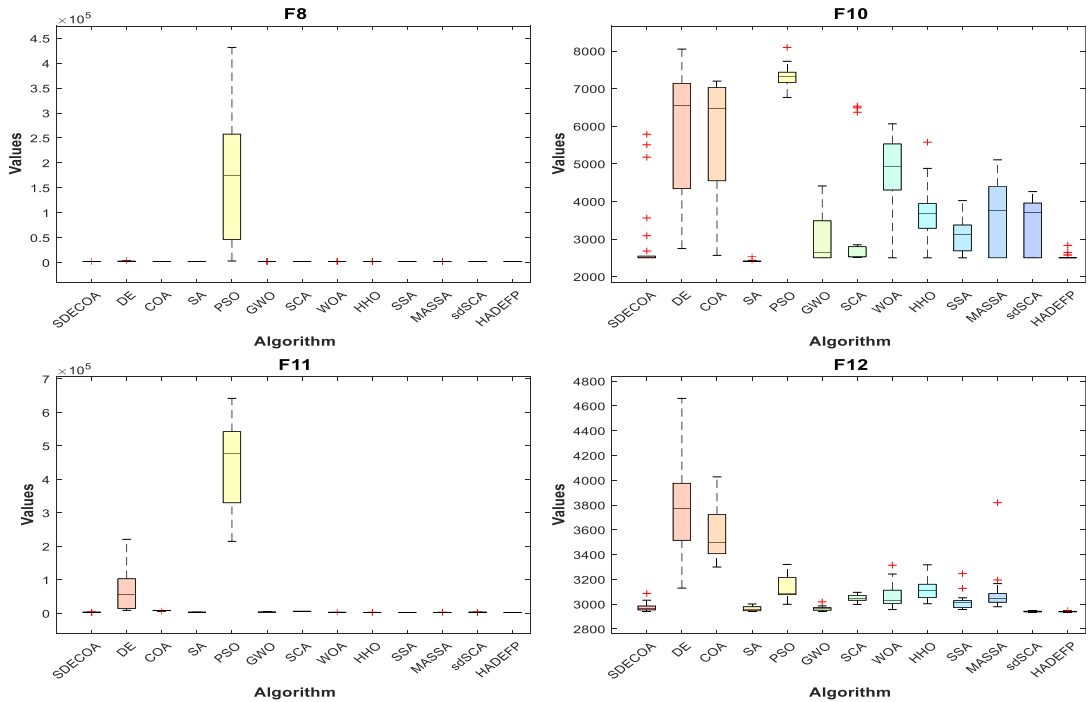 F8
×10^5
4.5
4
3.5
3
2.5
2
1.5
1
0.5
0
Values
SDECOA DE COA SA PSO GWO SCA WOA HHO SSA MASSA sdSCA HADEFP
Algorithm
F10
8000
7000
6000
5000
4000
3000
2000
Values
SDECOA DE COA SA PSO GWO SCA WOA HHO SSA MASSA sdSCA HADEFP
Algorithm
F11
×10^5
7
6
5
4
3
2
1
0
Values
SDECOA DE COA SA PSO GWO SCA WOA HHO SSA MASSA sdSCA HADEFP
Algorithm
F12
4800
4600
4400
4200
4000
3800
3600
3400
3200
3000
2800
Values
SDECOA DE COA SA PSO GWO SCA WOA HHO SSA MASSA sdSCA HADEFP
Algorithm